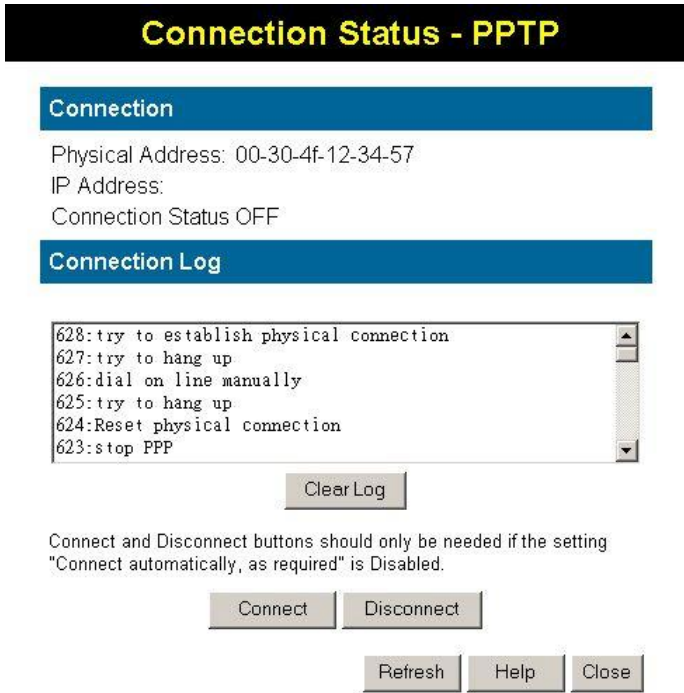 Connection Status - PPTP
Connection
Physical Address: 00-30-4f-12-34-57
IP Address:
Connection Status OFF
Connection Log
628:try to establish physical connection
627:try to hang up
626:dial on line manually
625:try to hang up
624:Reset physical connection
623:stop PPP
Clear Log
Connect and Disconnect buttons should only be needed if the setting
"Connect automatically, as required" is Disabled.
Connect Disconnect
Refresh Help Close